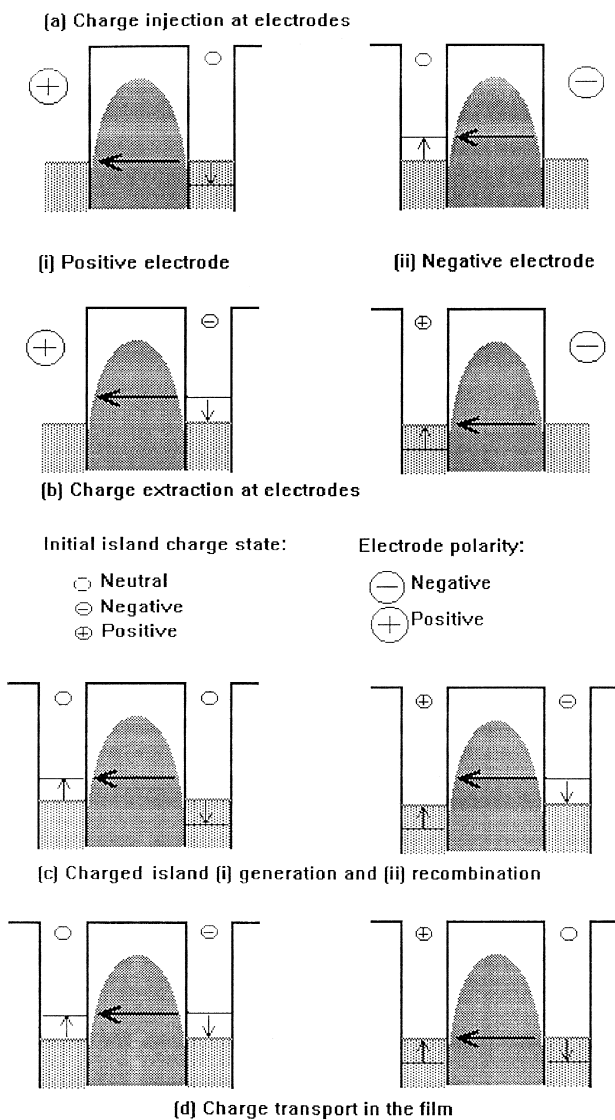 (a) Charge injection at electrodes
(i) Positive electrode
(ii) Negative electrode
(b) Charge extraction at electrodes
Initial island charge state:
Neutral
Negative
Positive
Electrode polarity:
Negative
Positive
(c) Charged island (i) generation and (ii) recombination
(d) Charge transport in the film